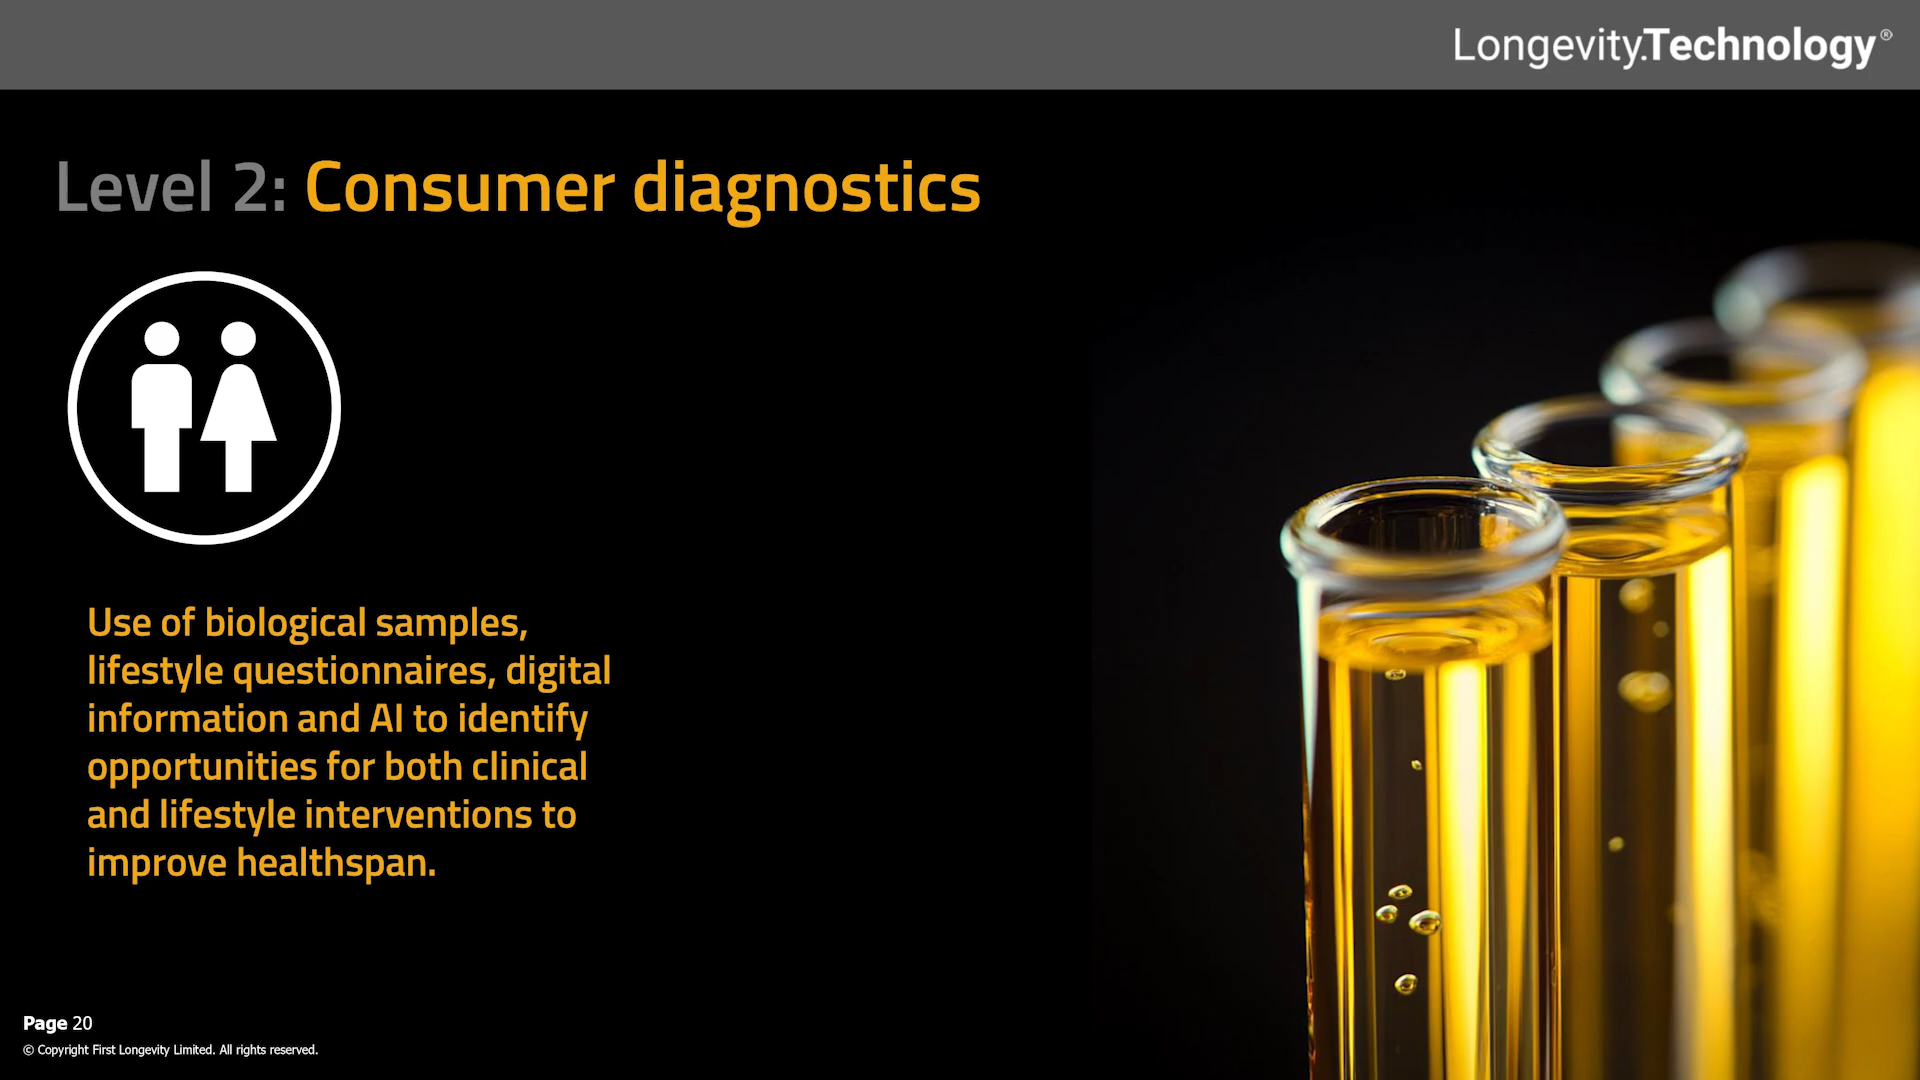 Longevity.Technology®
Level 2: Consumer diagnostics
Use of biological samples,
lifestyle questionnaires, digital
information and AI to identify
opportunities for both clinical
and lifestyle interventions to
improve healthspan.
Page 20
© Copyright First Longevity Limited. All rights reserved.